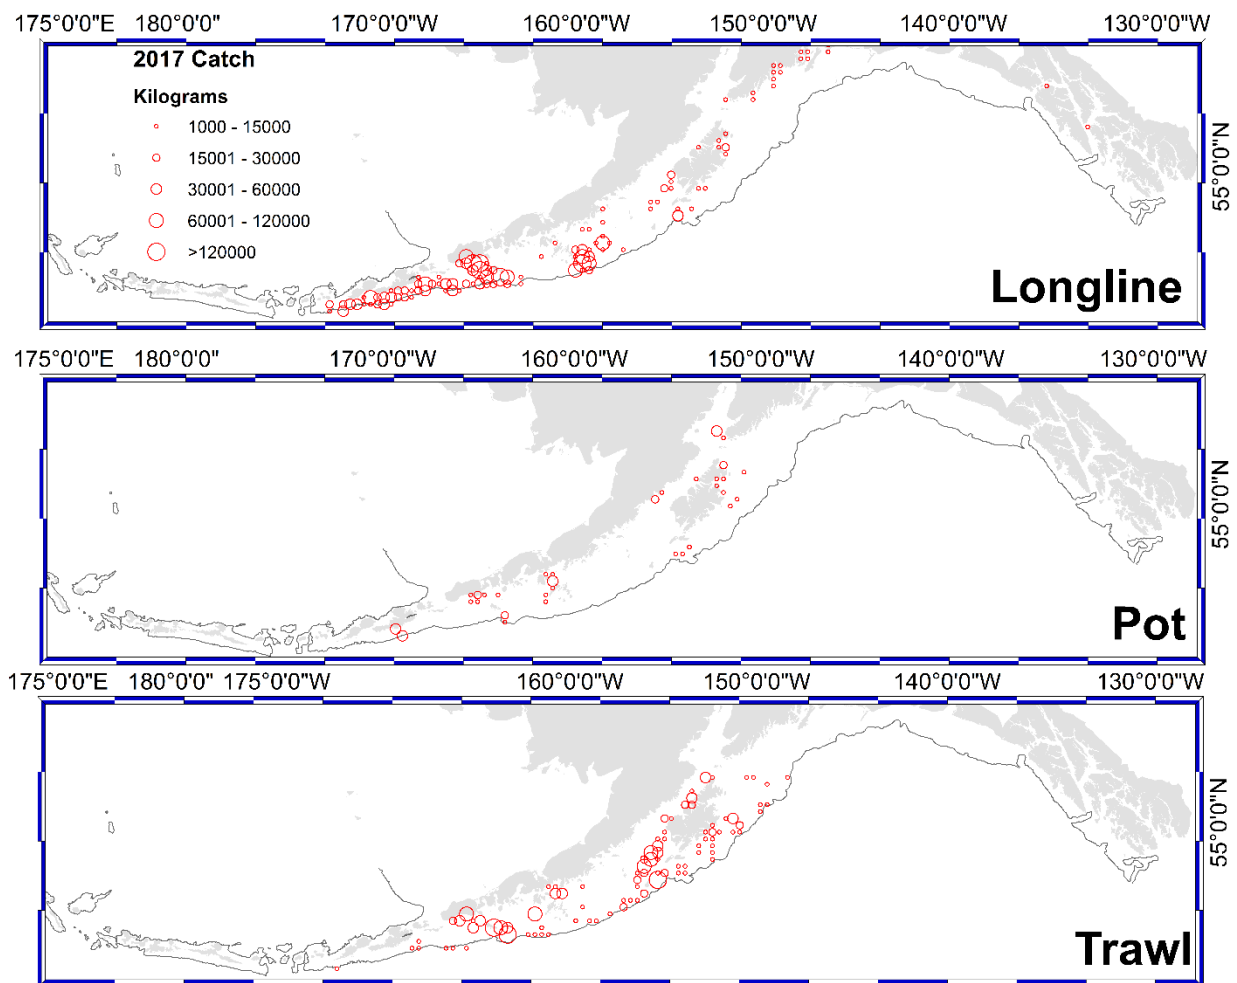 175°0'0"E 180°0'0" 170°0'0"W 160°0'0"W 150°0'0"W 140°0'0"W 130°0'0"W
2017 Catch
Kilograms
1000 - 15000
15001 - 30000
30001 - 60000
60001 - 120000
>120000
55°0'0"N
Longline
175°0'0"E 180°0'0" 170°0'0"W 160°0'0"W 150°0'0"W 140°0'0"W 130°0'0"W
55°0'0"N
Pot
175°0'0"E 180°0'0" 175°0'0"W 160°0'0"W 150°0'0"W 140°0'0"W 130°0'0"W
55°0'0"N
Trawl